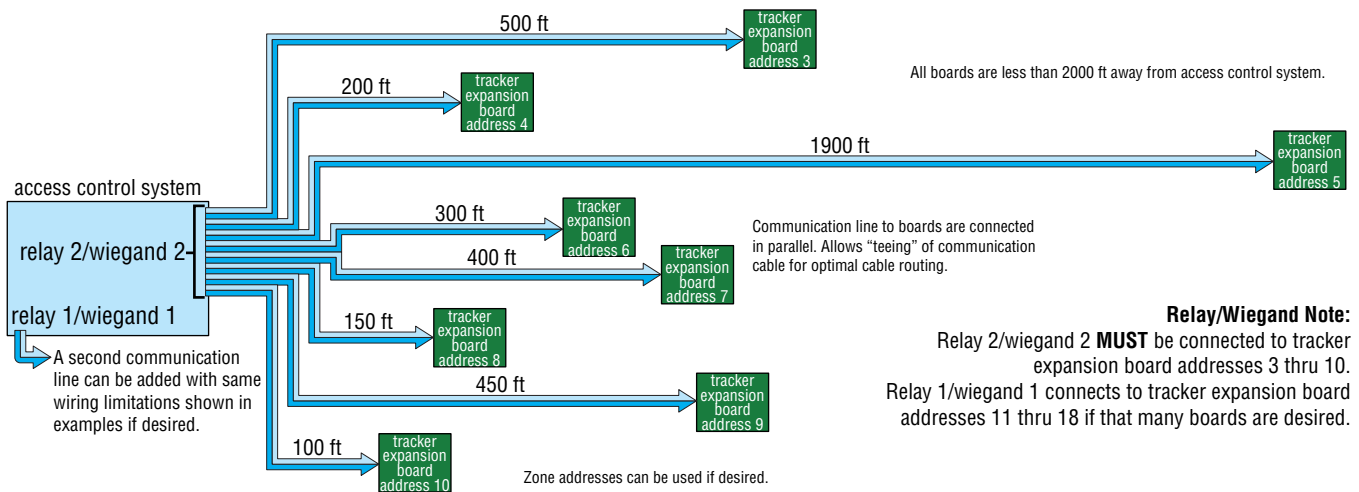 500 ft
tracker
expansion
board
address 3
All boards are less than 2000 ft away from access control system.
200 ft
tracker
expansion
board
address 4
1900 ft
tracker
expansion
board
address 5
access control system
relay 2/wiegand 2
relay 1/wiegand 1
300 ft
tracker
expansion
board
address 6
Communication line to boards are connected
in parallel. Allows “teeing” of communication
cable for optimal cable routing.
400 ft
tracker
expansion
board
address 7
150 ft
tracker
expansion
board
address 8
Relay/Wiegand Note:
Relay 2/wiegand 2 MUST be connected to tracker
expansion board addresses 3 thru 10.
Relay 1/wiegand 1 connects to tracker expansion board
addresses 11 thru 18 if that many boards are desired.
A second communication
line can be added with same
wiring limitations shown in
examples if desired.
450 ft
tracker
expansion
board
address 9
100 ft
tracker
expansion
board
address 10
Zone addresses can be used if desired.